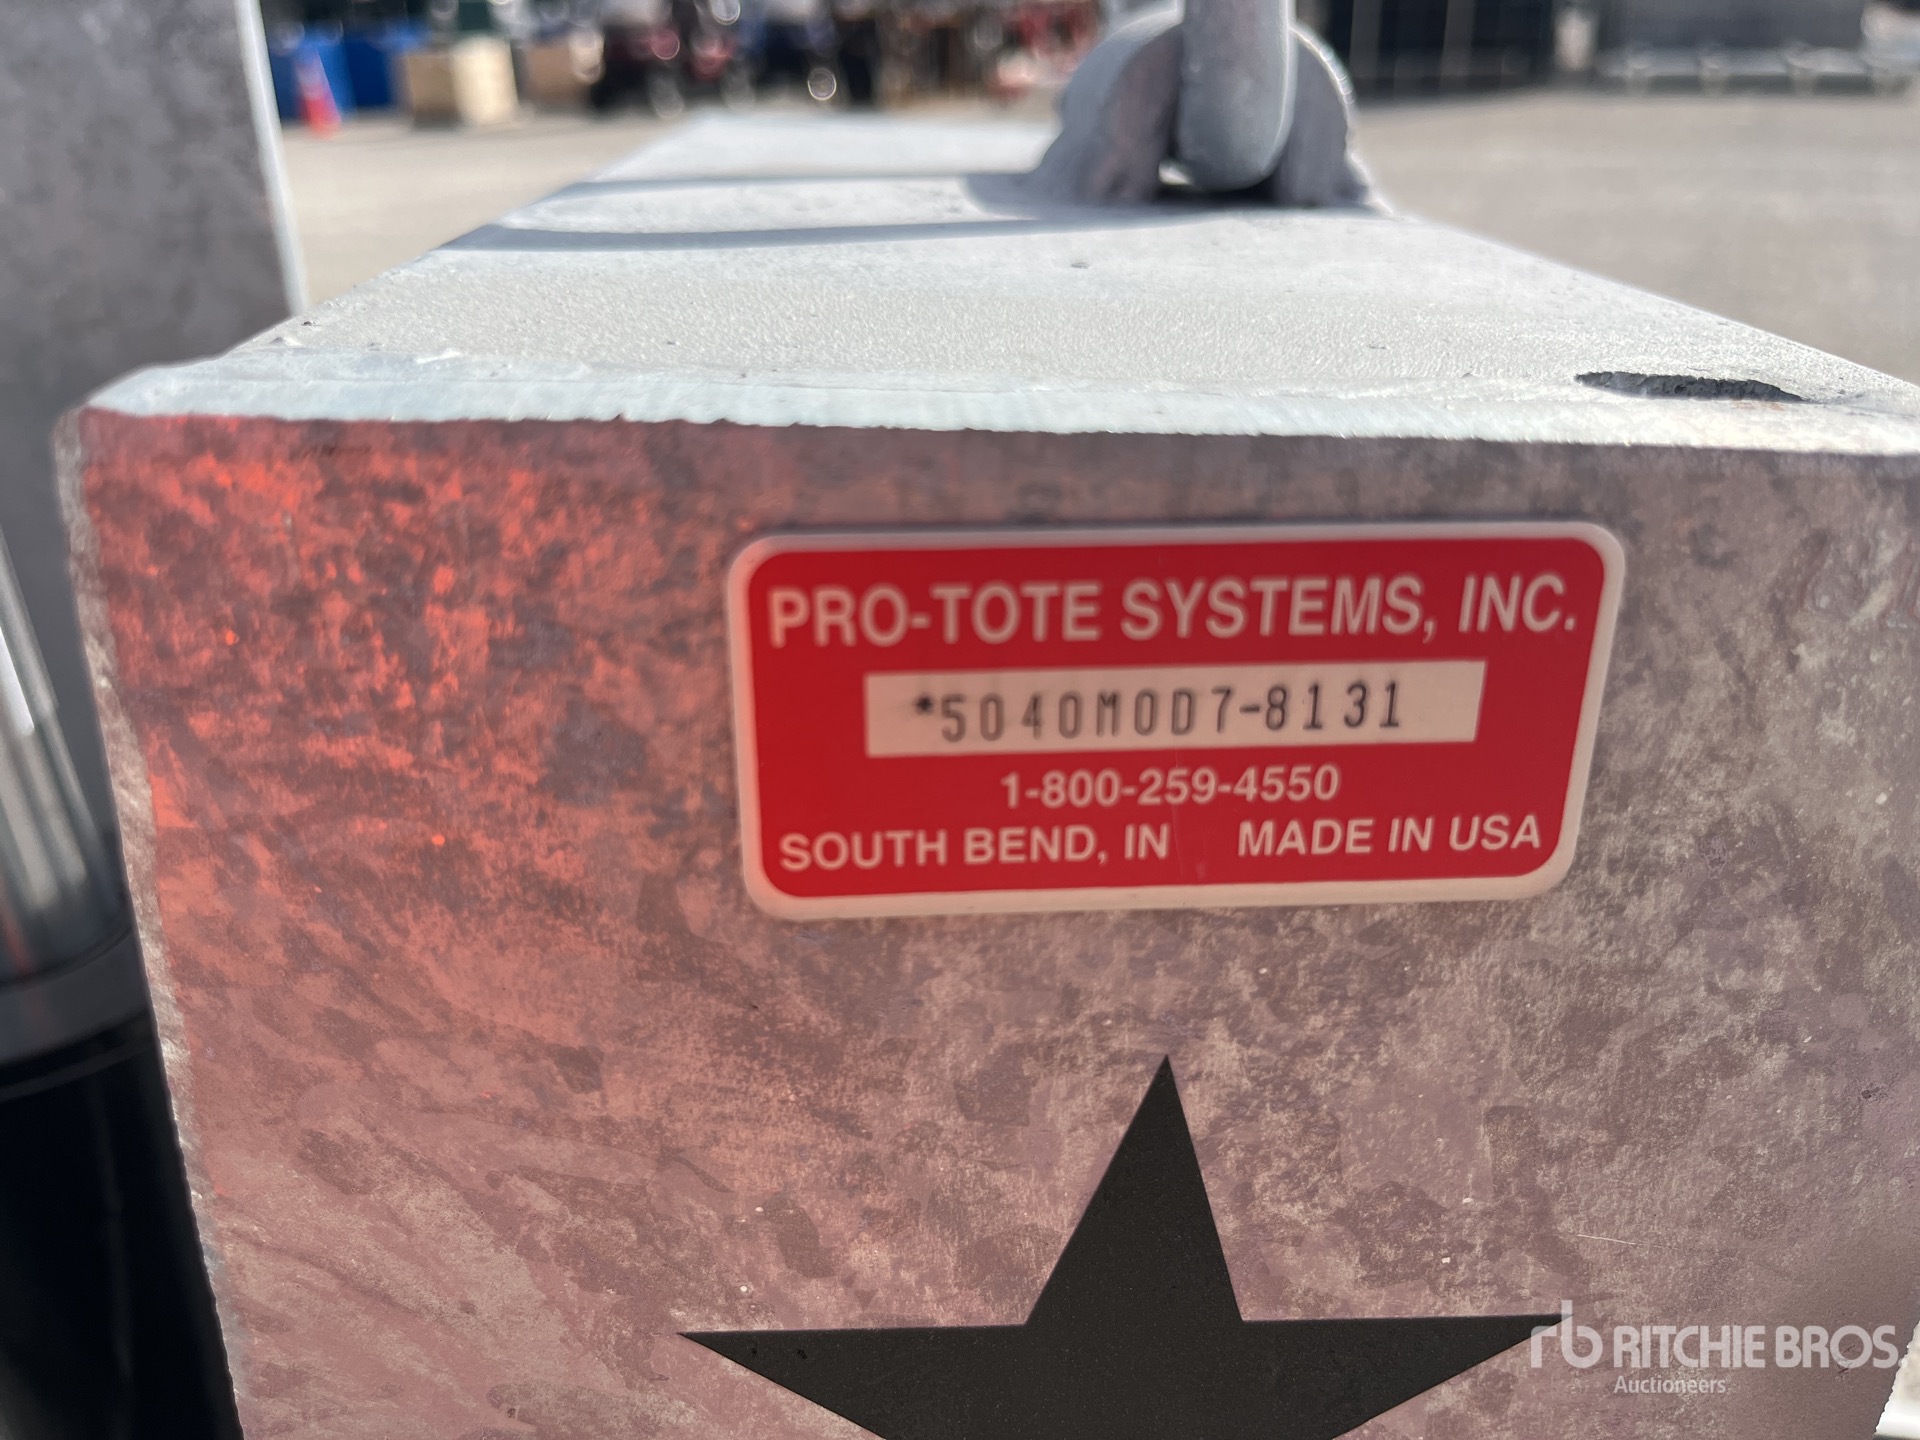 PRO-TOTE SYSTEMS, INC.
*5040MOD7-8131
1-800-259-4550
SOUTH BEND, IN MADE IN USA
rb RITCHIE BROS.
Auctioneers